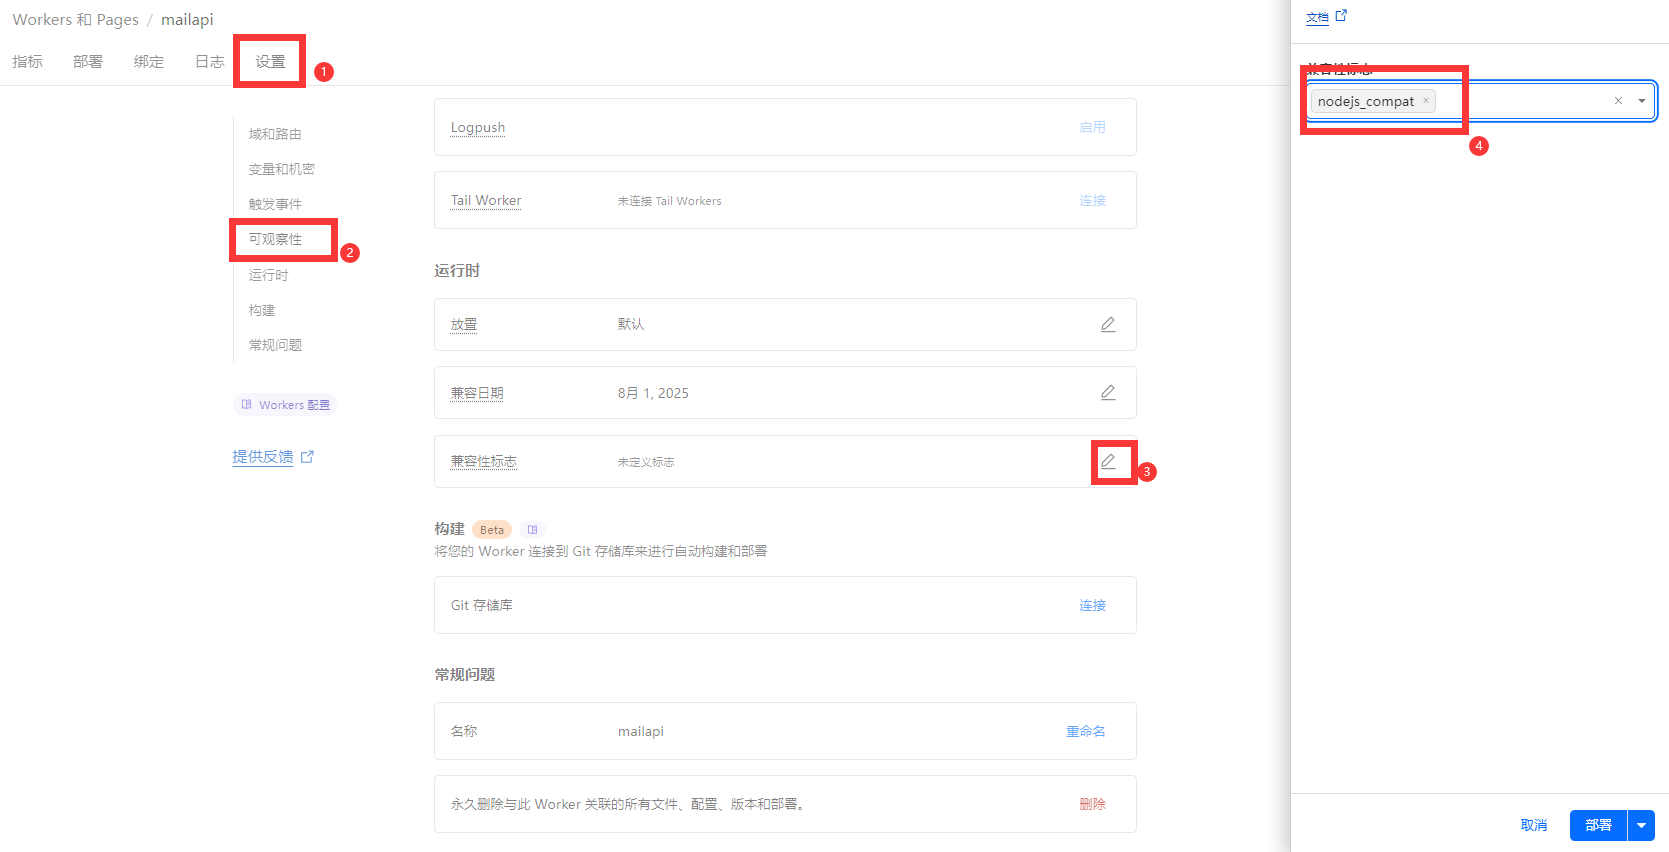 Workers 和 Pages / mailapi
指标 部署 绑定 日志 设置
1
域和路由
变量和机密
触发事件
可观察性
2
运行时
构建
常规问题
Workers 配置
提供反馈
Logpush 启用
Tail Worker 未连接 Tail Workers 连接
运行时
放置 默认
兼容日期 8月 1, 2025
兼容性标志 未定义标志
3
构建 Beta
将您的 Worker 连接到 Git 存储库来进行自动构建和部署
Git 存储库 连接
常规问题
名称 mailapi 重命名
永久删除与此 Worker 关联的所有文件、配置、版本和部署。 删除
文档
兼容性标志
nodejs_compat × ×
4
取消 部署